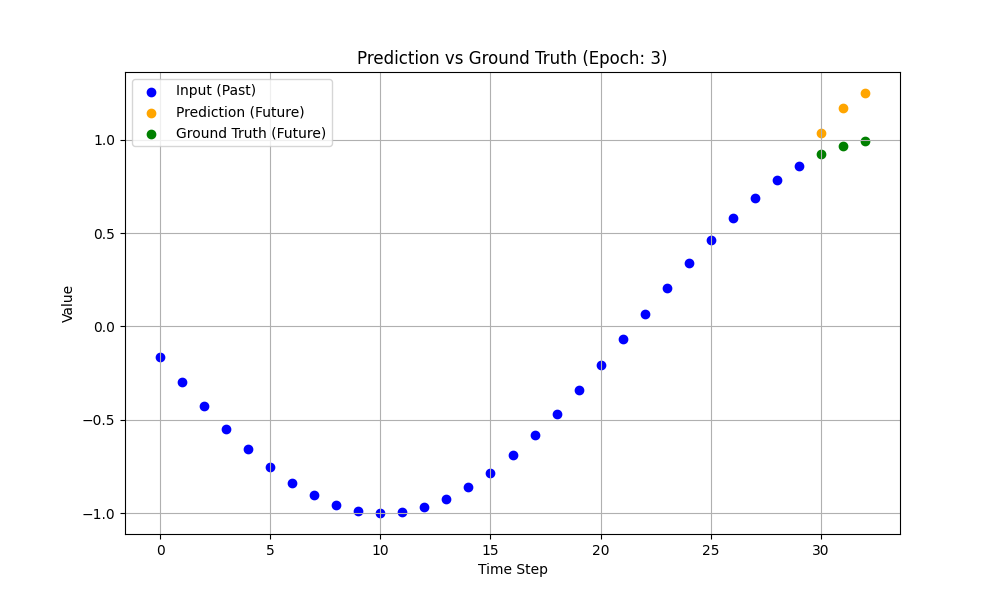 Prediction vs Ground Truth (Epoch: 3)
Input (Past)
Prediction (Future)
Ground Truth (Future)
1.0
0.5
0.0
−0.5
−1.0
Value
0 5 10 15 20 25 30
Time Step